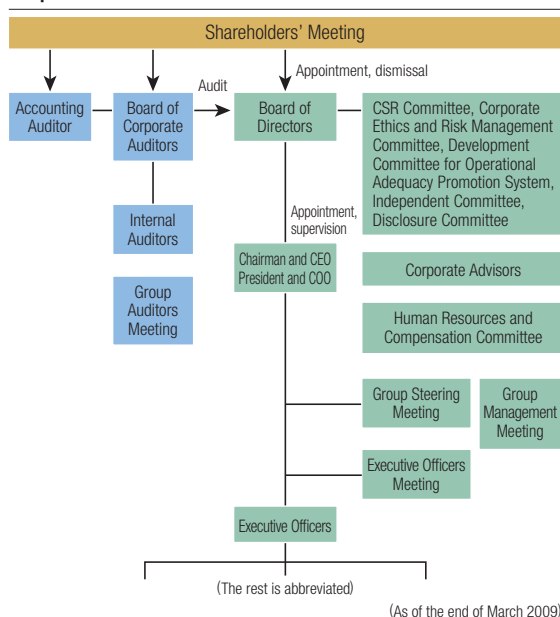 Shareholders' Meeting
Appointment, dismissal
Audit
Accounting
Auditor
Board of
Corporate
Auditors
Board of
Directors
CSR Committee, Corporate
Ethics and Risk Management
Committee, Development
Committee for Operational
Adequacy Promotion System,
Independent Committee,
Disclosure Committee
Internal
Auditors
Appointment,
supervision
Chairman and CEO
President and COO
Corporate Advisors
Group
Auditors
Meeting
Human Resources and
Compensation Committee
Group Steering
Meeting
Group
Management
Meeting
Executive Officers
Meeting
Executive Officers
(The rest is abbreviated)
(As of the end of March 2009)